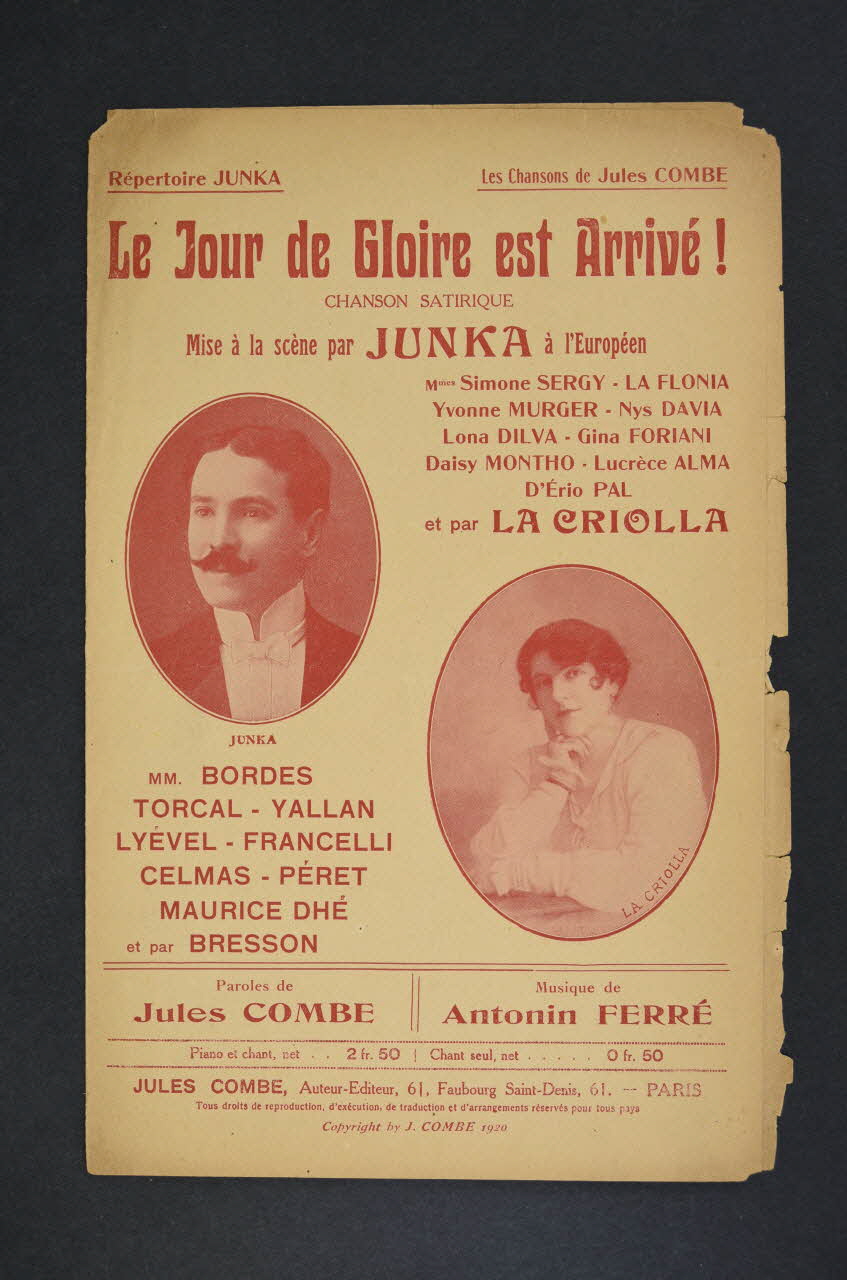 Répertoire JUNKA
Les Chansons de Jules COMBE
Le Jour de Gloire est Arrivé !
CHANSON SATIRIQUE
Mise à la scène par JUNKA à l'Européen
Mmes Simone SERGY - LA FLONIA
Yvonne MURGER - Nys DAVIA
Lona DILVA - Gina FORIANI
Daisy MONTHO - Lucrèce ALMA
D'Ério PAL
et par LA CRIOLLA
JUNKA
LA CRIOLLA
MM. BORDES
TORCAL - YALLAN
LYÉVEL - FRANCELLI
CELMAS - PÉRET
MAURICE DHÉ
et par BRESSON
Paroles de
Jules COMBE
Musique de
Antonin FERRÉ
Piano et chant, net . . 2 fr. 50 | Chant seul, net . . . . . 0 fr. 50
JULES COMBE, Auteur-Editeur, 61, Faubourg Saint-Denis, 61. — PARIS
Tous droits de reproduction, d'exécution, de traduction et d'arrangements réservés pour tous pays
Copyright by J. COMBE 1920